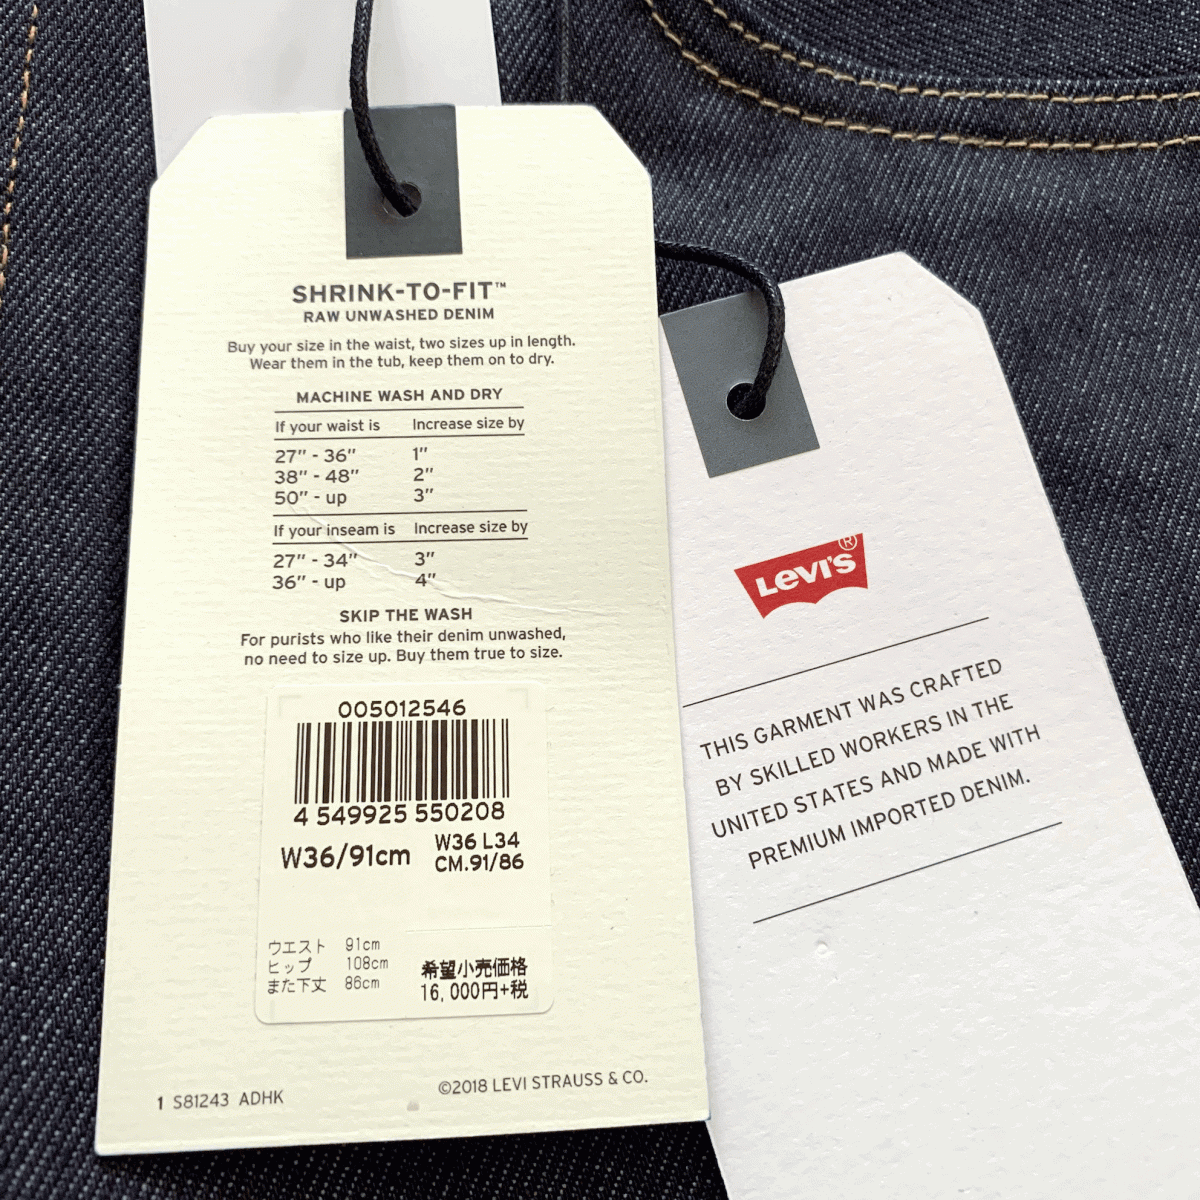 SHRINK-TO-FIT™
RAW UNWASHED DENIM
Buy your size in the waist, two sizes up in length.
Wear them in the tub, keep them on to dry.
MACHINE WASH AND DRY
If your waist is Increase size by
27" - 36" 1"
38" - 48" 2"
50" - up 3"
If your inseam is Increase size by
27" - 34" 3"
36" - up 4"
SKIP THE WASH
For purists who like their denim unwashed,
no need to size up. Buy them true to size.
005012546
4 549925 550208
W36/91cm
W36 L34
CM.91/86
ウエスト 91cm
ヒップ 108cm
また下丈 86cm
希望小売価格
16,000円+税
1 S81243 ADHK
©2018 LEVI STRAUSS & CO.
Levi's®
THIS GARMENT WAS CRAFTED
BY SKILLED WORKERS IN THE
UNITED STATES AND MADE WITH
PREMIUM IMPORTED DENIM.